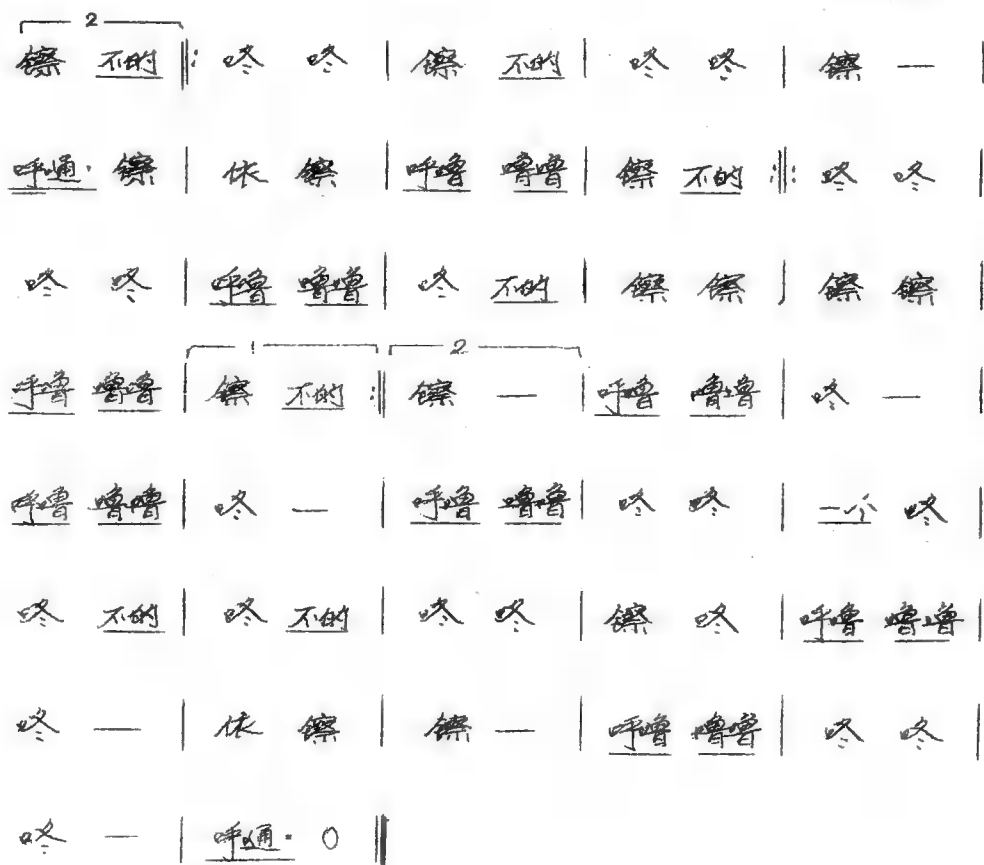 2
镲 不的 ‖: 咚 咚 | 镲 不的 | 咚 咚 | 镲 — |
呼通· 镲 | 依 镲 | 呼噜 噜噜 | 镲 不的 :‖: 咚 咚 |
咚 咚 | 呼噜 噜噜 | 咚 不的 | 镲 镲 | 镲 镲
1 2
呼噜 噜噜 | 镲 不的 :‖ 镲 — | 呼噜 噜噜 | 咚 — |
呼噜 噜噜 | 咚 — | 呼噜 噜噜 | 咚 咚 | 一个 咚 |
咚 不的 | 咚 不的 | 咚 咚 | 镲 咚 | 呼噜 噜噜 |
咚 — | 依 镲 | 镲 — | 呼噜 噜噜 | 咚 咚 |
咚 — | 呼通· 0 ‖